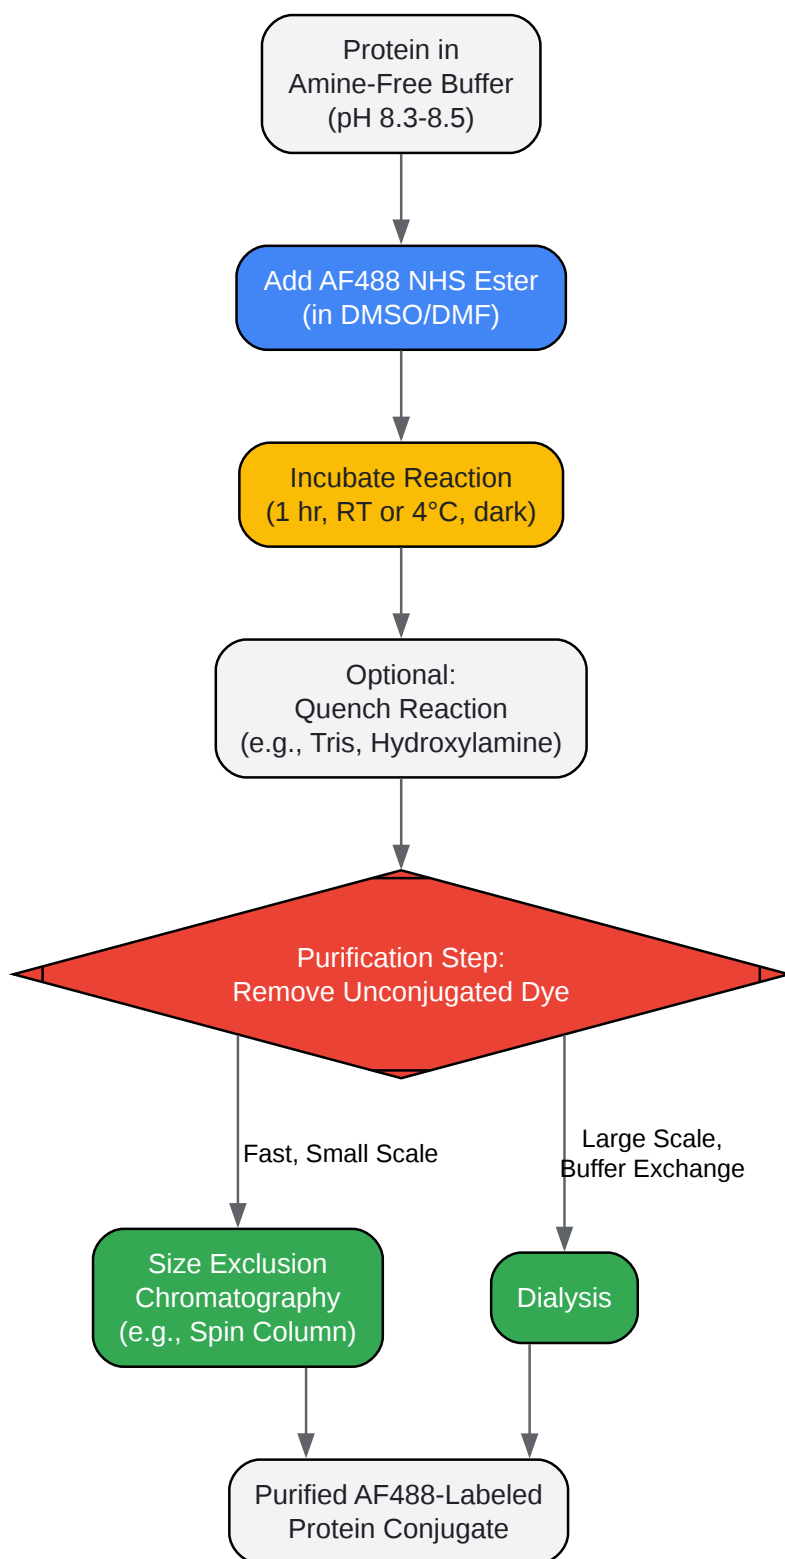 Protein in
Amine-Free Buffer
(pH 8.3-8.5)
Add AF488 NHS Ester
(in DMSO/DMF)
Incubate Reaction
(1 hr, RT or 4°C, dark)
Optional:
Quench Reaction
(e.g., Tris, Hydroxylamine)
Purification Step:
Remove Unconjugated Dye
Fast, Small Scale
Large Scale,
Buffer Exchange
Size Exclusion
Chromatography
(e.g., Spin Column)
Dialysis
Purified AF488-Labeled
Protein Conjugate